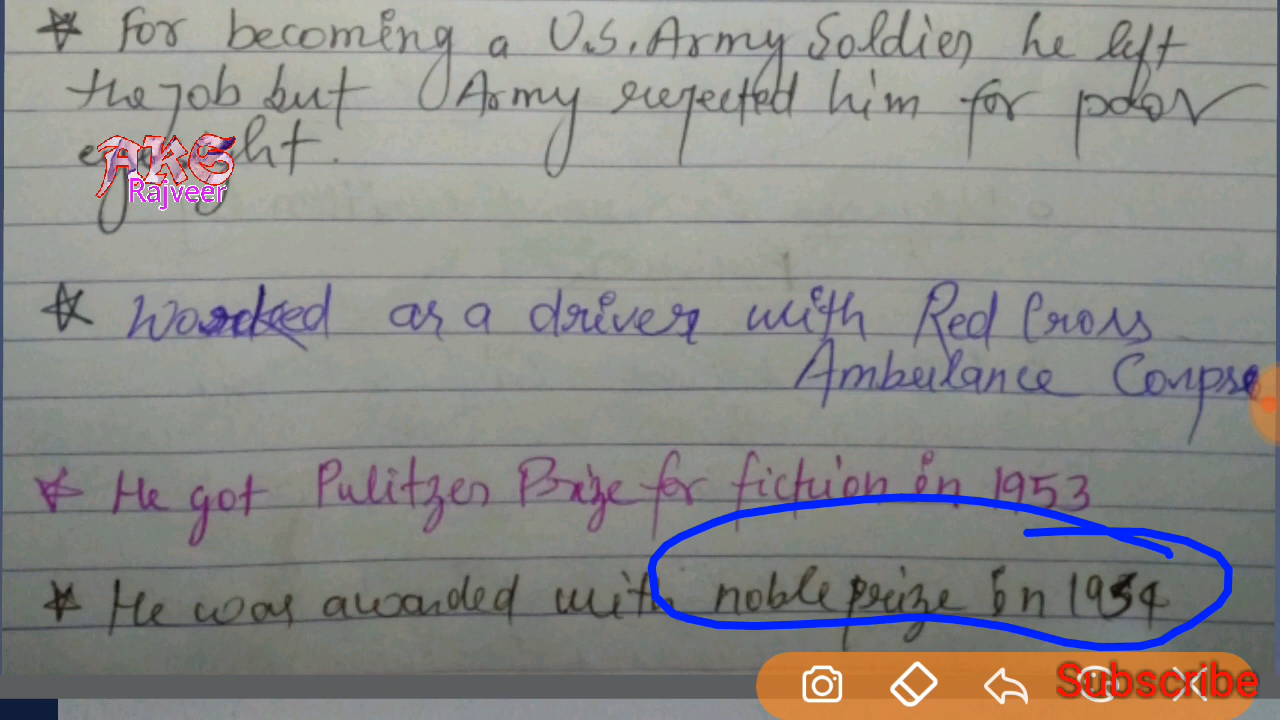 * For becoming a U.S. Army Soldier he left
the job but Army rejected him for poor
eyesight.
AKG
Rajveer
* Worked as a driver with Red Cross
Ambulance Corpse
* He got Pulitzer Prize for fiction in 1953
* He was awarded with noble prize in 1954
Subscribe